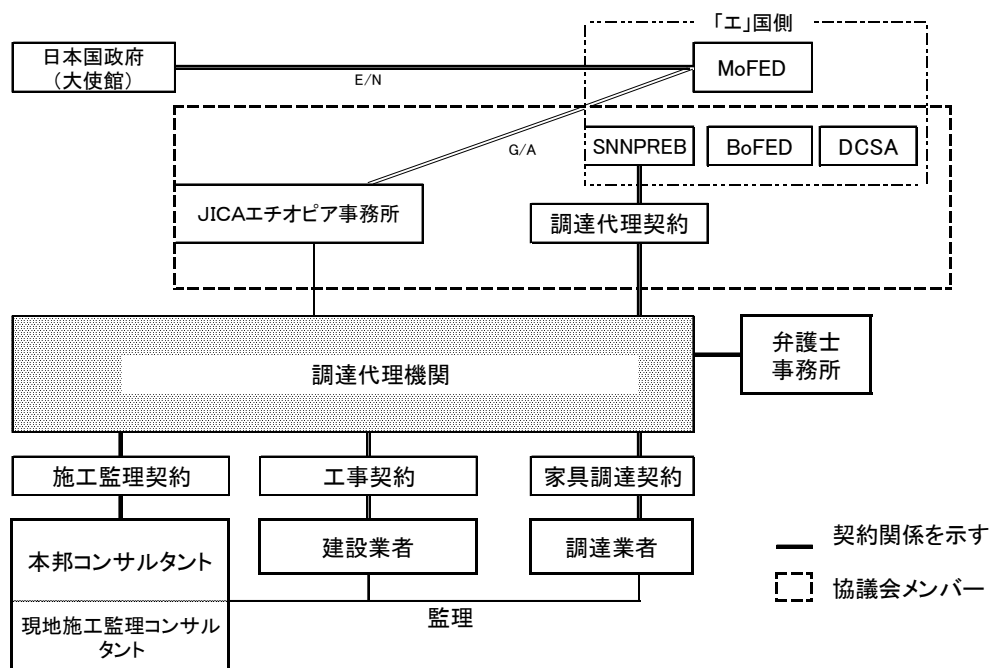 「エ」国側
日本国政府
（大使館）
MoFED
E/N
SNNPREB
BoFED
DCSA
G/A
JICAエチオピア事務所
調達代理契約
調達代理機関
弁護士
事務所
施工監理契約
工事契約
家具調達契約
本邦コンサルタント
建設業者
調達業者
契約関係を示す
協議会メンバー
監理
現地施工監理コンサル
タント